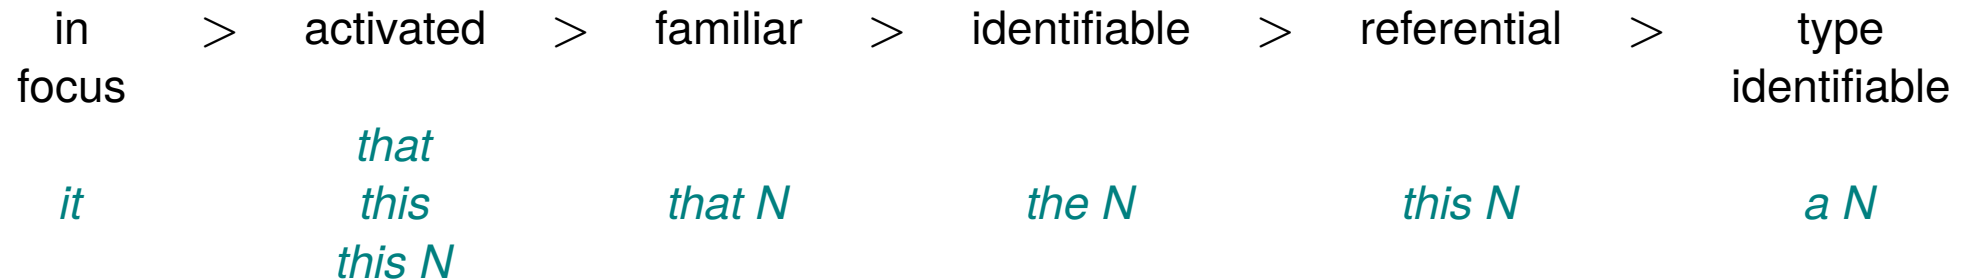 in > activated > familiar > identifiable > referential > type
focus identifiable
that
it this that N the N this N a N
this N